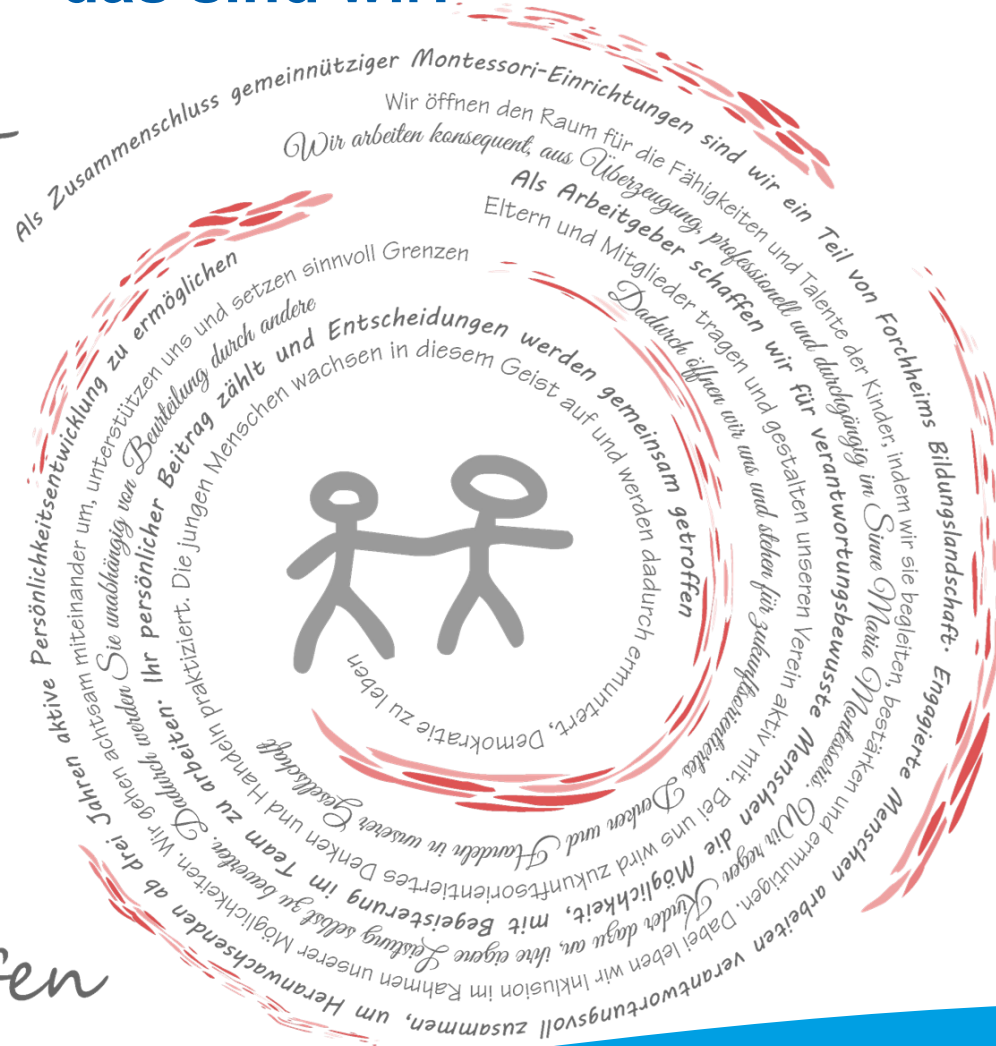 das sind wir
Als Zusammenschluss gemeinnütziger Montessori-Einrichtungen sind wir ein Teil von Forchheims Bildungslandschaft. Engagierte Menschen arbeiten verantwortungsvoll zusammen, um Heranwachsenden ab drei Jahren aktive Persönlichkeitsentwicklung zu ermöglichen
Wir öffnen den Raum für die Fähigkeiten und Talente der Kinder, indem wir sie begleiten, bestärken und ermutigen. Dabei leben wir Inklusion im Rahmen unserer Möglichkeiten. Wir gehen achtsam miteinander um, unterstützen uns und setzen sinnvoll Grenzen
Wir arbeiten konsequent, aus Überzeugung, professionell und durchgängig im Sinne Maria Montessoris. Wir regen Kinder dazu an, ihre eigene Leistung selbst zu bewerten. Dadurch werden Sie unabhängig von Beurteilung durch andere
Als Arbeitgeber schaffen wir für verantwortungsbewusste Menschen die Möglichkeit, mit Begeisterung im Team zu arbeiten. Ihr persönlicher Beitrag zählt und Entscheidungen werden gemeinsam getroffen
Eltern und Mitglieder tragen und gestalten unseren Verein aktiv mit. Bei uns wird zukunftsorientiertes Denken und Handeln praktiziert. Die jungen Menschen wachsen in diesem Geist auf und werden dadurch ermuntert, Demokratie zu leben
Dadurch öffnen wir uns und stehen für zukunftsorientiertes Denken und Handeln in unserer Gesellschaft
fen